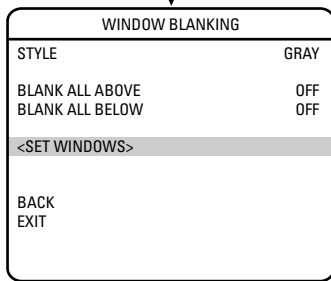 WINDOW BLANKING
STYLE GRAY
BLANK ALL ABOVE OFF
BLANK ALL BELOW OFF
<SET WINDOWS>
BACK
EXIT